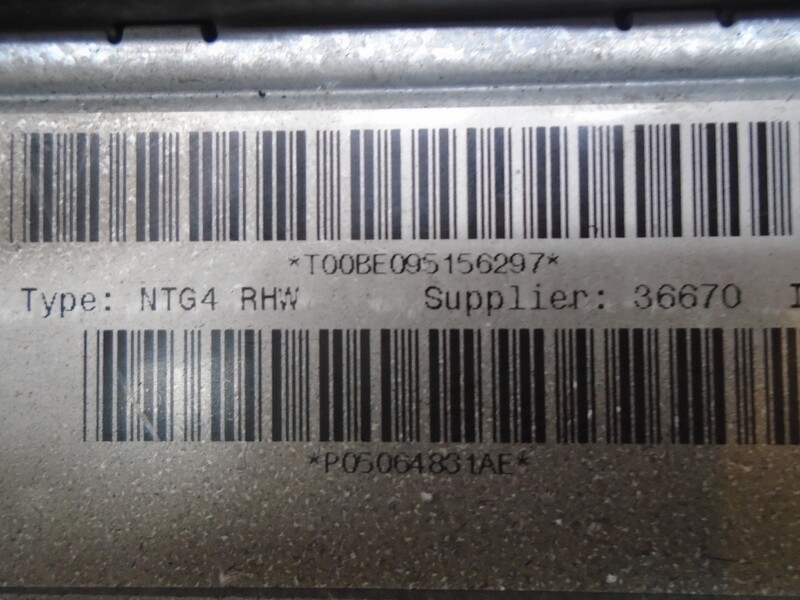 *T00BE095156297*
Type: NTG4 RHW Supplier: 36670
*P05064831AE*